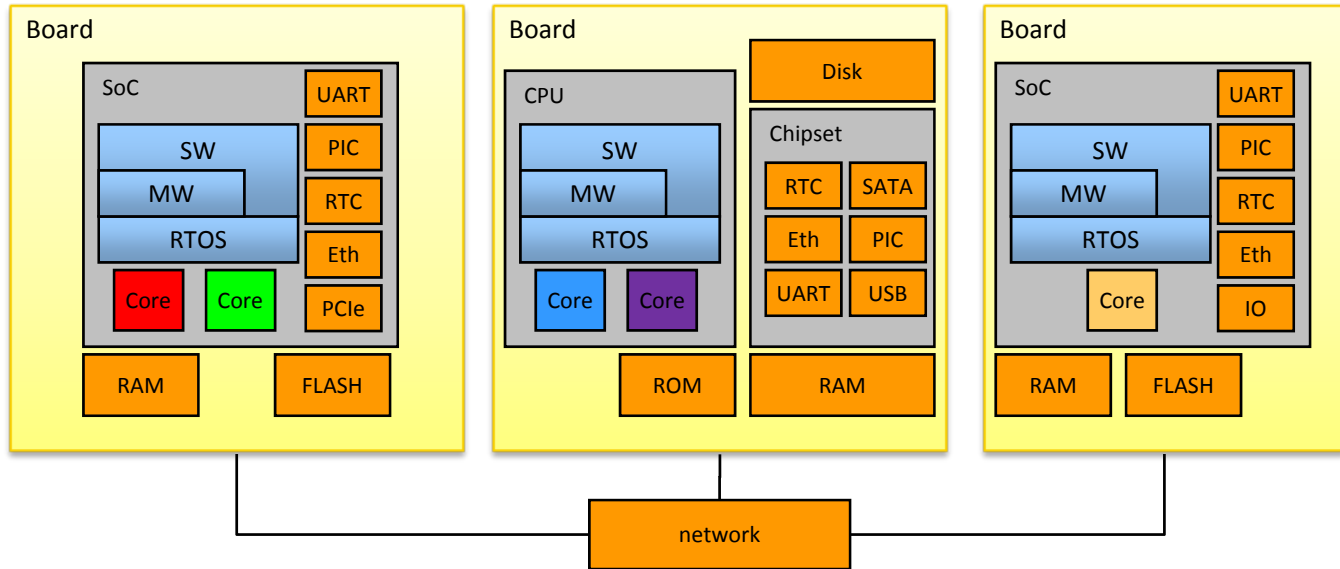 Board
SoC
UART
SW
PIC
MW
RTC
RTOS
Eth
Core
Core
PCIe
RAM
FLASH
Board
Disk
CPU
Chipset
SW
MW
RTOS
RTC
SATA
Eth
PIC
Core
Core
UART
USB
ROM
RAM
Board
SoC
UART
SW
PIC
MW
RTC
RTOS
Eth
Core
IO
RAM
FLASH
network